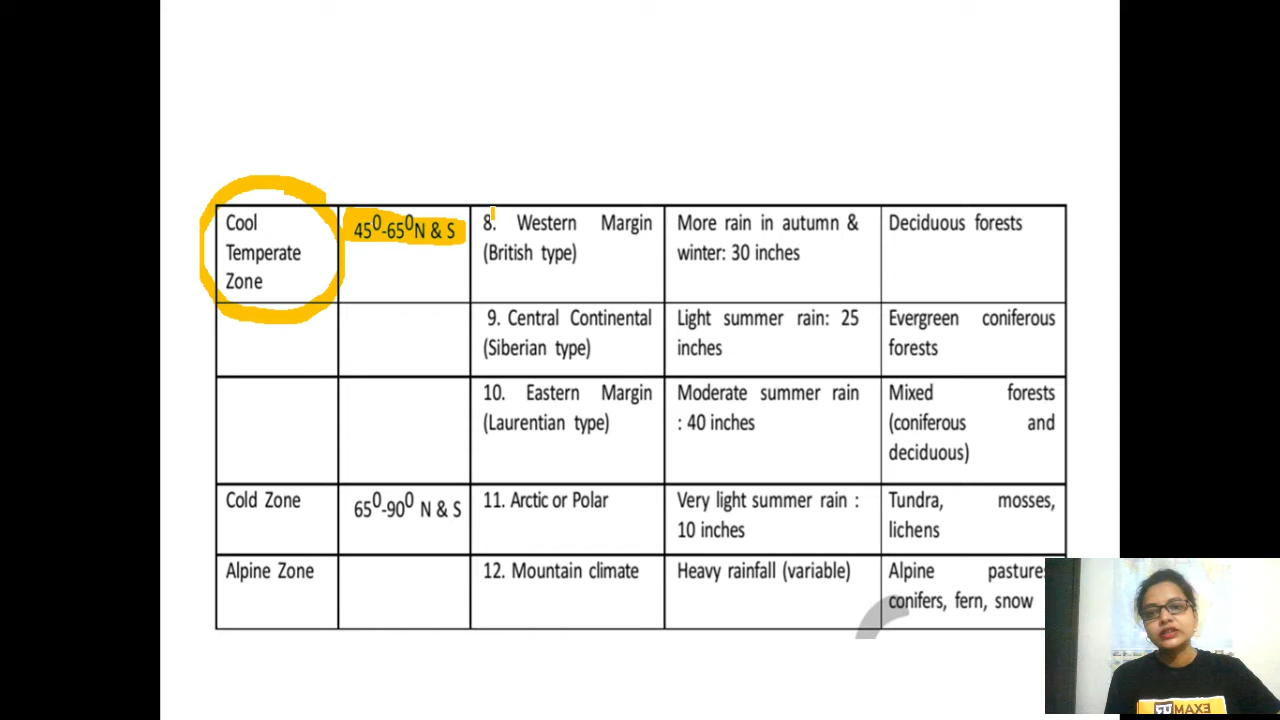 Cool
Temperate
Zone
45⁰-65⁰N & S
8. Western Margin
(British type)
More rain in autumn &
winter: 30 inches
Deciduous forests
9. Central Continental
(Siberian type)
Light summer rain: 25
inches
Evergreen coniferous
forests
10. Eastern Margin
(Laurentian type)
Moderate summer rain
: 40 inches
Mixed forests
(coniferous and
deciduous)
Cold Zone
65⁰-90⁰ N & S
11. Arctic or Polar
Very light summer rain :
10 inches
Tundra, mosses,
lichens
Alpine Zone
12. Mountain climate
Heavy rainfall (variable)
Alpine pastures
conifers, fern, snow